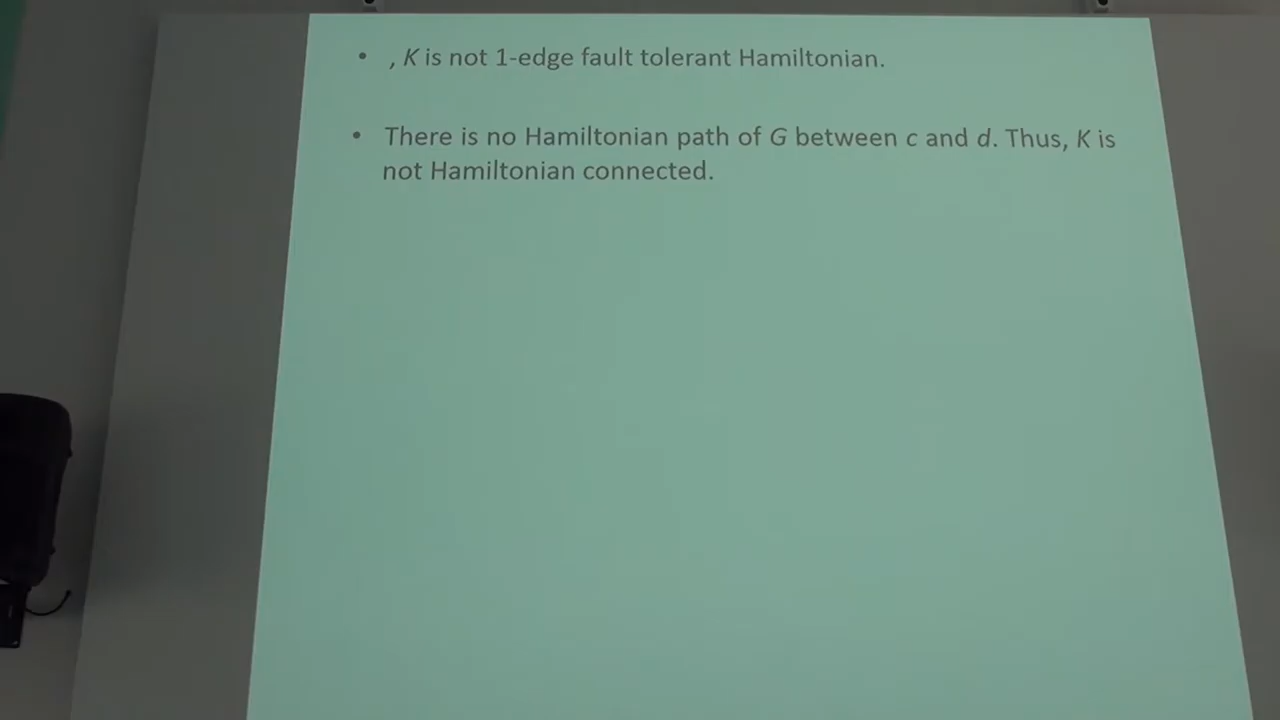 • , K is not 1-edge fault tolerant Hamiltonian.
• There is no Hamiltonian path of G between c and d. Thus, K is
not Hamiltonian connected.